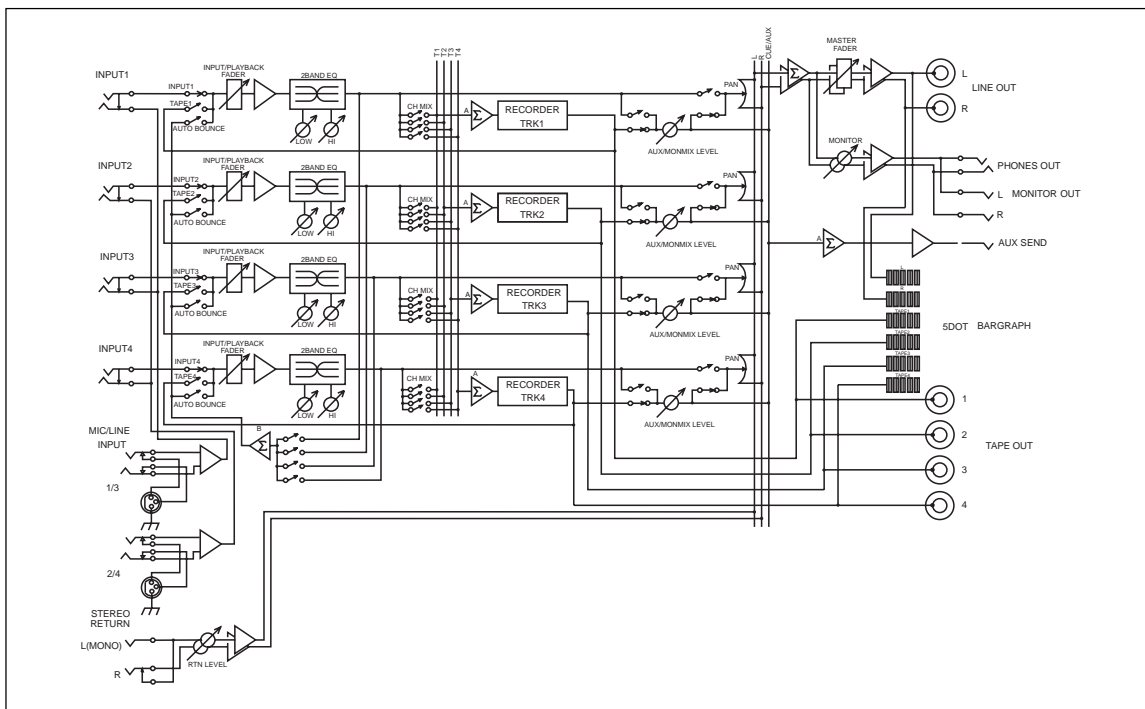 T1
T2
T3
T4
L
R
CUE/AUX
MASTER
FADER
INPUT1
INPUT/PLAYBACK
FADER
2BAND EQ
INPUT1
TAPE1
AUTO BOUNCE
LOW
HI
CH MIX
A
Σ
RECORDER
TRK1
PAN
AUX/MONMIX LEVEL
Σ
L
LINE OUT
R
MONITOR
PHONES OUT
L MONITOR OUT
R
INPUT2
INPUT/PLAYBACK
FADER
2BAND EQ
INPUT2
TAPE2
AUTO BOUNCE
LOW
HI
CH MIX
A
Σ
RECORDER
TRK2
PAN
AUX/MONMIX LEVEL
A
Σ
AUX SEND
INPUT3
INPUT/PLAYBACK
FADER
2BAND EQ
INPUT3
TAPE3
AUTO BOUNCE
LOW
HI
CH MIX
A
Σ
RECORDER
TRK3
PAN
AUX/MONMIX LEVEL
L
R
TAPE1
TAPE2
TAPE3
TAPE4
5DOT BARGRAPH
INPUT4
INPUT/PLAYBACK
FADER
2BAND EQ
INPUT4
TAPE4
AUTO BOUNCE
LOW
HI
CH MIX
A
Σ
RECORDER
TRK4
PAN
AUX/MONMIX LEVEL
1
2
TAPE OUT
3
4
B
Σ
MIC/LINE
INPUT
1/3
2/4
STEREO
RETURN
L(MONO)
R
RTN LEVEL